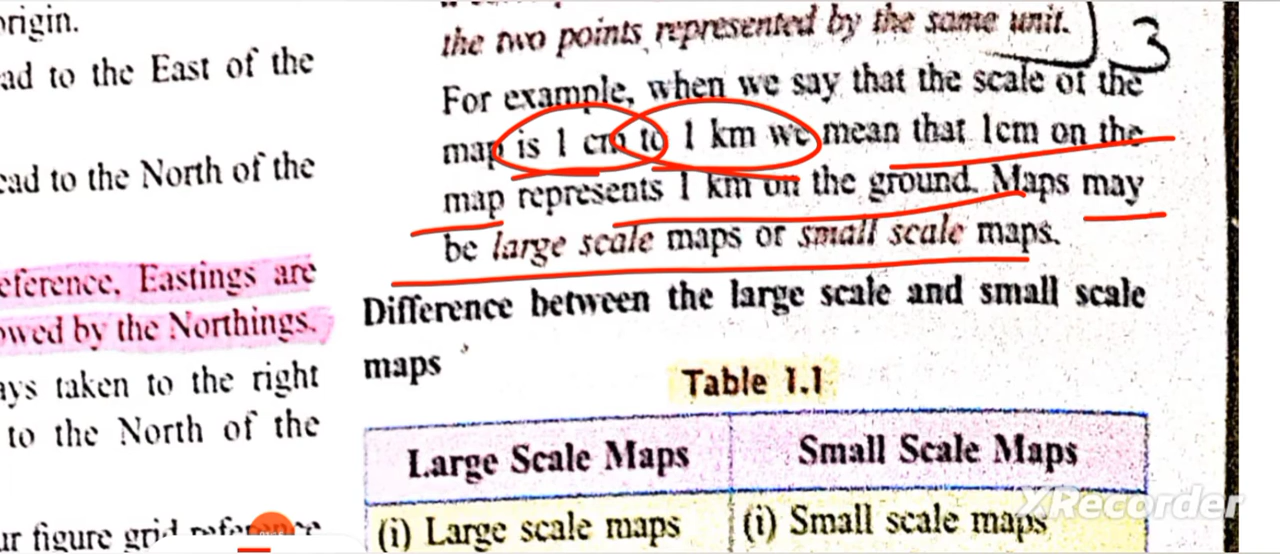 origin.
ad to the East of the
ead to the North of the
eference, Eastings are
owed by the Northings.
ays taken to the right
to the North of the
ur figure grid reference
the two points represented by the same unit.
3
For example, when we say that the scale of the
map is 1 cm to 1 km we mean that 1cm on the
map represents 1 km on the ground. Maps may
be large scale maps or small scale maps.
Difference between the large scale and small scale
maps
Table 1.1
Large Scale Maps
Small Scale Maps
(i) Large scale maps
(i) Small scale maps
XRecorder